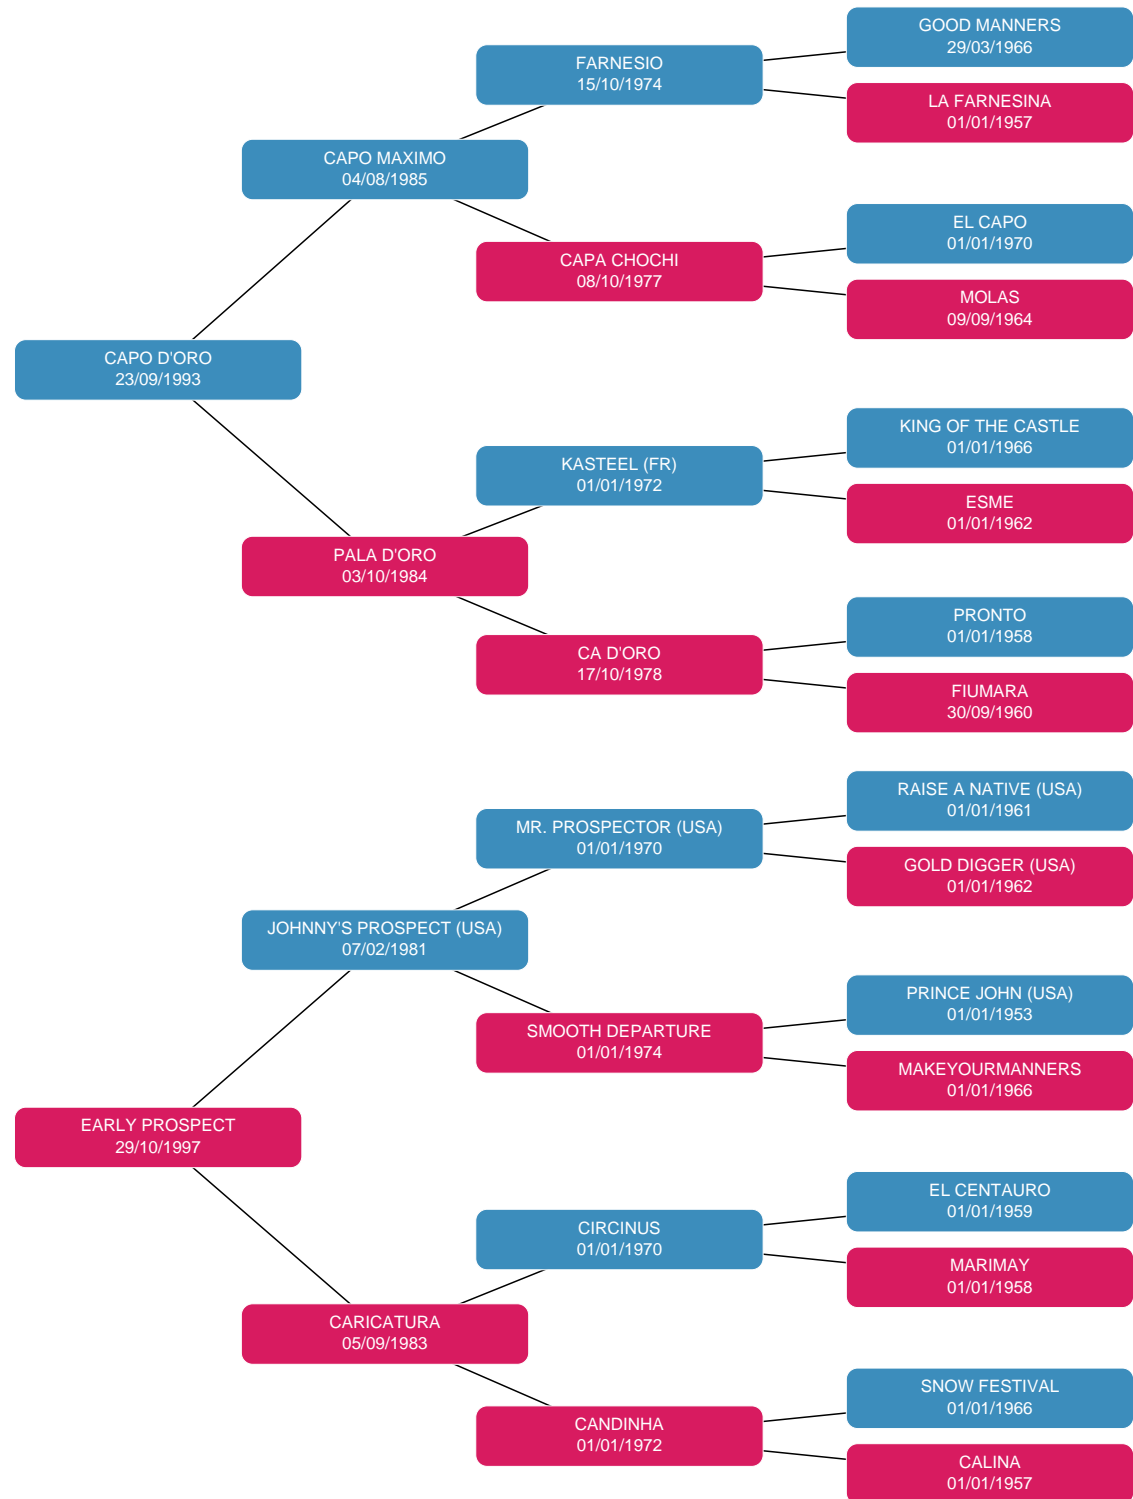 GOOD MANNERS
29/03/1966
FARNESIO
15/10/1974
LA FARNESINA
01/01/1957
CAPO MAXIMO
04/08/1985
EL CAPO
01/01/1970
CAPA CHOCHI
08/10/1977
MOLAS
09/09/1964
CAPO D'ORO
23/09/1993
KING OF THE CASTLE
01/01/1966
KASTEEL (FR)
01/01/1972
ESME
01/01/1962
PALA D'ORO
03/10/1984
PRONTO
01/01/1958
CA D'ORO
17/10/1978
FIUMARA
30/09/1960
RAISE A NATIVE (USA)
01/01/1961
MR. PROSPECTOR (USA)
01/01/1970
GOLD DIGGER (USA)
01/01/1962
JOHNNY'S PROSPECT (USA)
07/02/1981
PRINCE JOHN (USA)
01/01/1953
SMOOTH DEPARTURE
01/01/1974
MAKEYOURMANNERS
01/01/1966
EARLY PROSPECT
29/10/1997
EL CENTAURO
01/01/1959
CIRCINUS
01/01/1970
MARIMAY
01/01/1958
CARICATURA
05/09/1983
SNOW FESTIVAL
01/01/1966
CANDINHA
01/01/1972
CALINA
01/01/1957